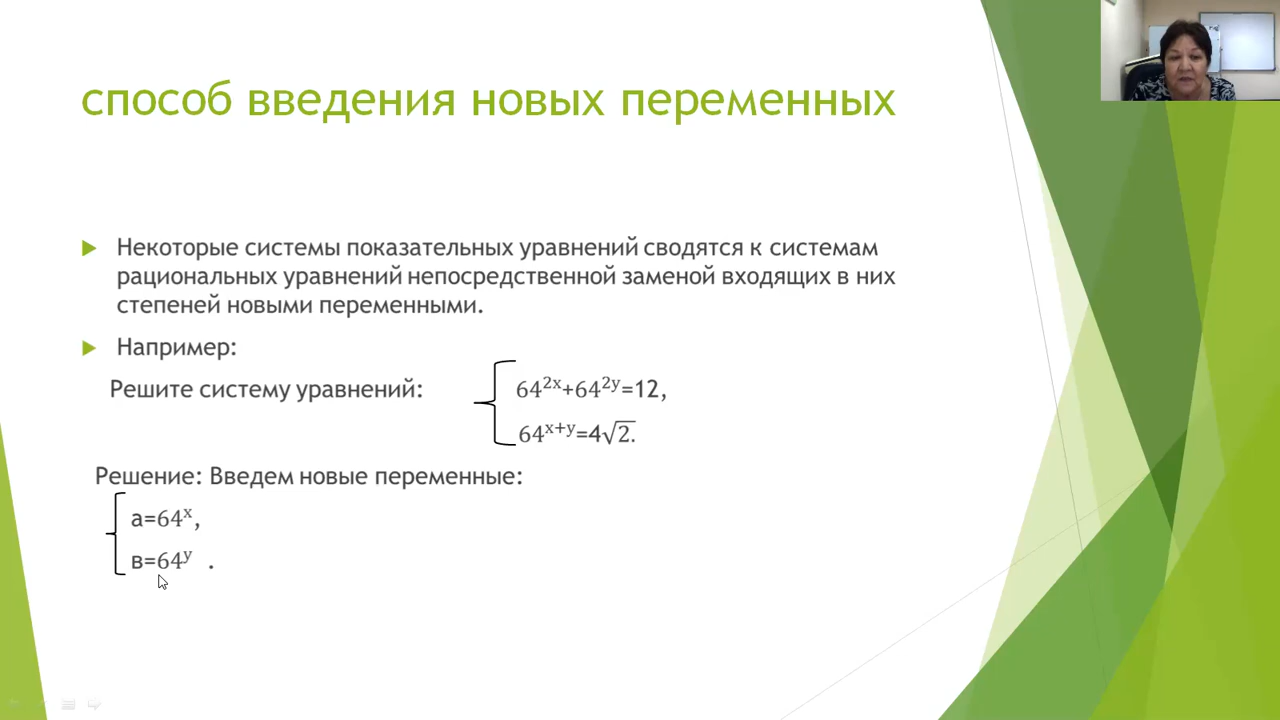 способ введения новых переменных
Некоторые системы показательных уравнений сводятся к системам
рациональных уравнений непосредственной заменой входящих в них
степеней новыми переменными.
Например:
Решите систему уравнений:
64^{2x}+64^{2y}=12,
64^{x+y}=4√2.
Решение: Введем новые переменные:
а=64^x,
в=64^y .